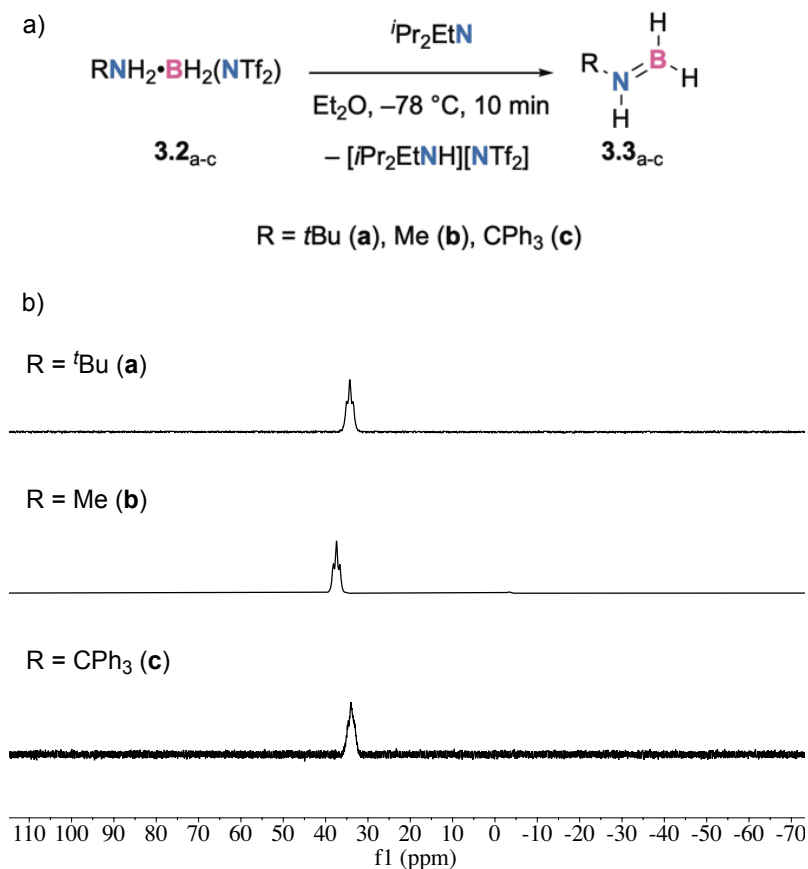 a)
ⁱPr₂EtN
RNH₂•BH₂(NTf₂)
Et₂O, –78 °C, 10 min
– [iPr₂EtNH][NTf₂]
3.2a-c
H
R
N
B
H
H
3.3a-c
R = tBu (a), Me (b), CPh₃ (c)
b)
R = ᵗBu (a)
R = Me (b)
R = CPh₃ (c)
110 100 90 80 70 60 50 40 30 20 10 0 -10 -20 -30 -40 -50 -60 -70
f1 (ppm)